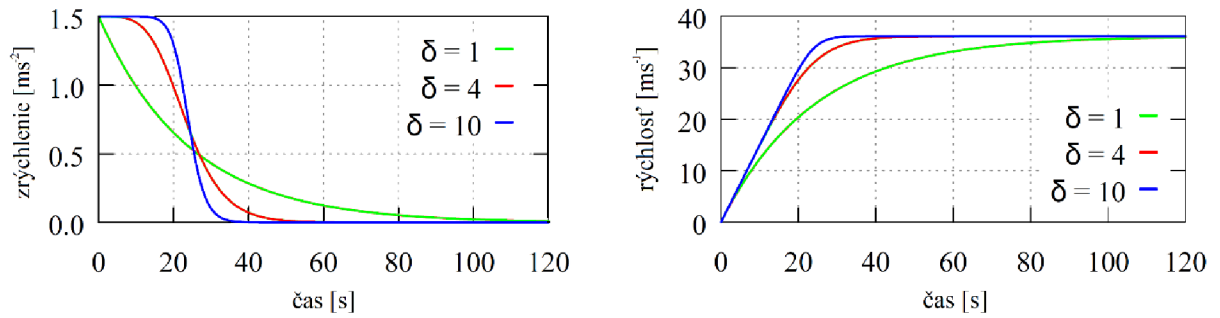 zrýchlenie [ms⁻²]
1.5
1.0
0.5
0.0
δ = 1
δ = 4
δ = 10
0 20 40 60 80 100 120
čas [s]
rýchlosť [ms⁻¹]
40
30
20
10
0
δ = 1
δ = 4
δ = 10
0 20 40 60 80 100 120
čas [s]